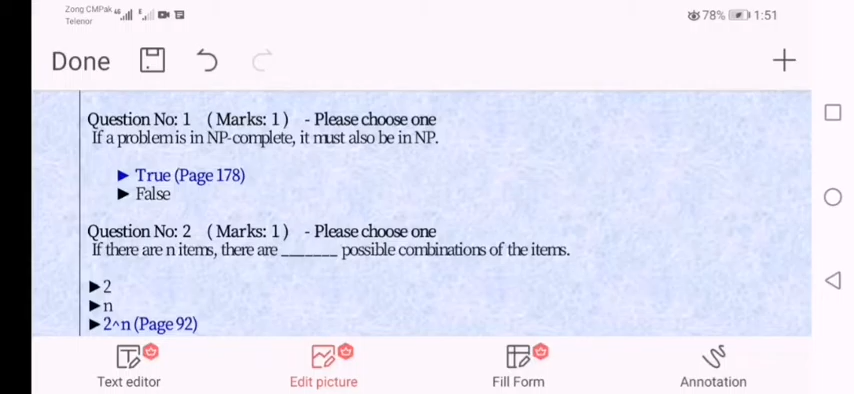 Zong CMPak 4G E
Telenor
78% 1:51
Done
Question No: 1 ( Marks: 1 ) - Please choose one
If a problem is in NP-complete, it must also be in NP.
► True (Page 178)
► False
Question No: 2 ( Marks: 1 ) - Please choose one
If there are n items, there are _______ possible combinations of the items.
►2
►n
►2^n (Page 92)
Text editor
Edit picture
Fill Form
Annotation